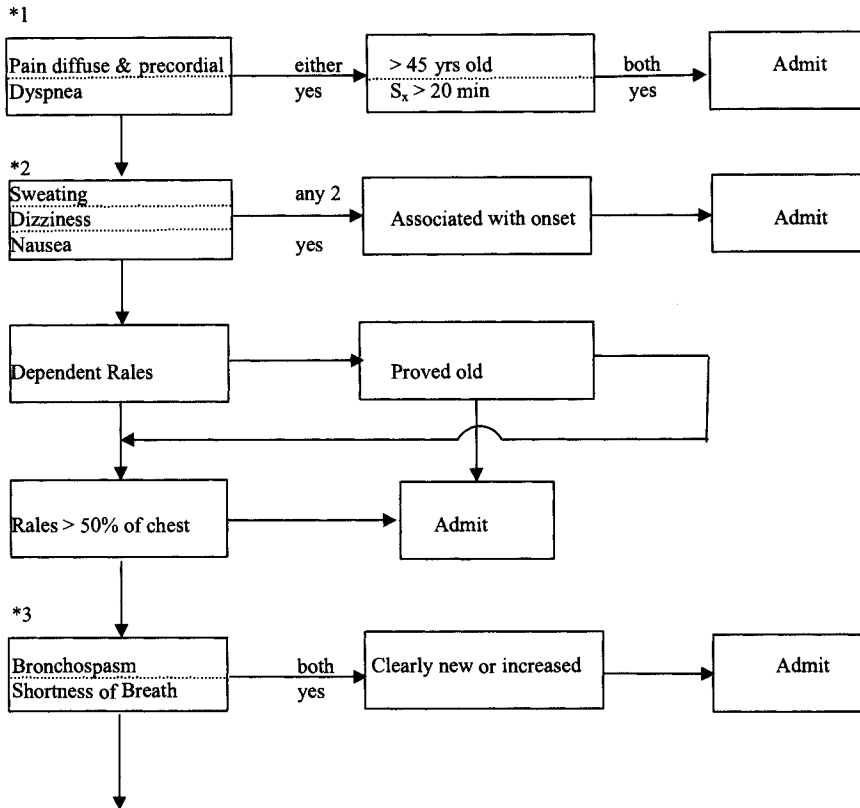 *1
Pain diffuse & precordial
Dyspnea
either
yes
> 45 yrs old
Sx > 20 min
both
yes
Admit
*2
Sweating
Dizziness
Nausea
any 2
yes
Associated with onset
Admit
Dependent Rales
Proved old
Rales > 50% of chest
Admit
*3
Bronchospasm
Shortness of Breath
both
yes
Clearly new or increased
Admit